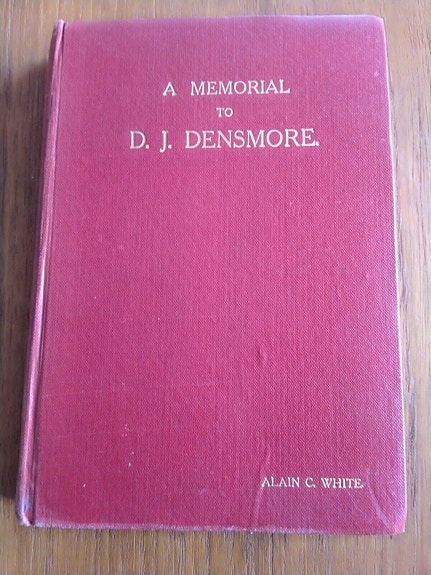 A MEMORIAL
TO
D. J. DENSMORE.
ALAIN C. WHITE.